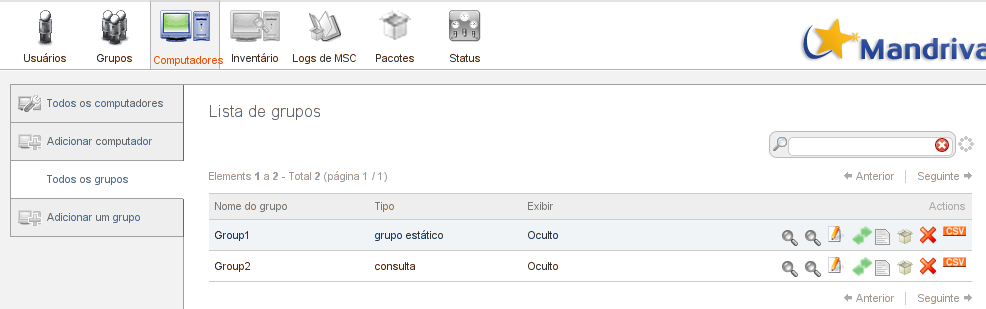 Usuários Grupos Computadores Inventário Logs de MSC Pacotes Status
Mandriva
Todos os computadores
Adicionar computador
Todos os grupos
Adicionar um grupo
Lista de grupos
Elements 1 a 2 - Total 2 (página 1 / 1)
Anterior Seguinte
Nome do grupo Tipo Exibir Actions
Group1 grupo estático Oculto CSV
Group2 consulta Oculto CSV
Anterior Seguinte